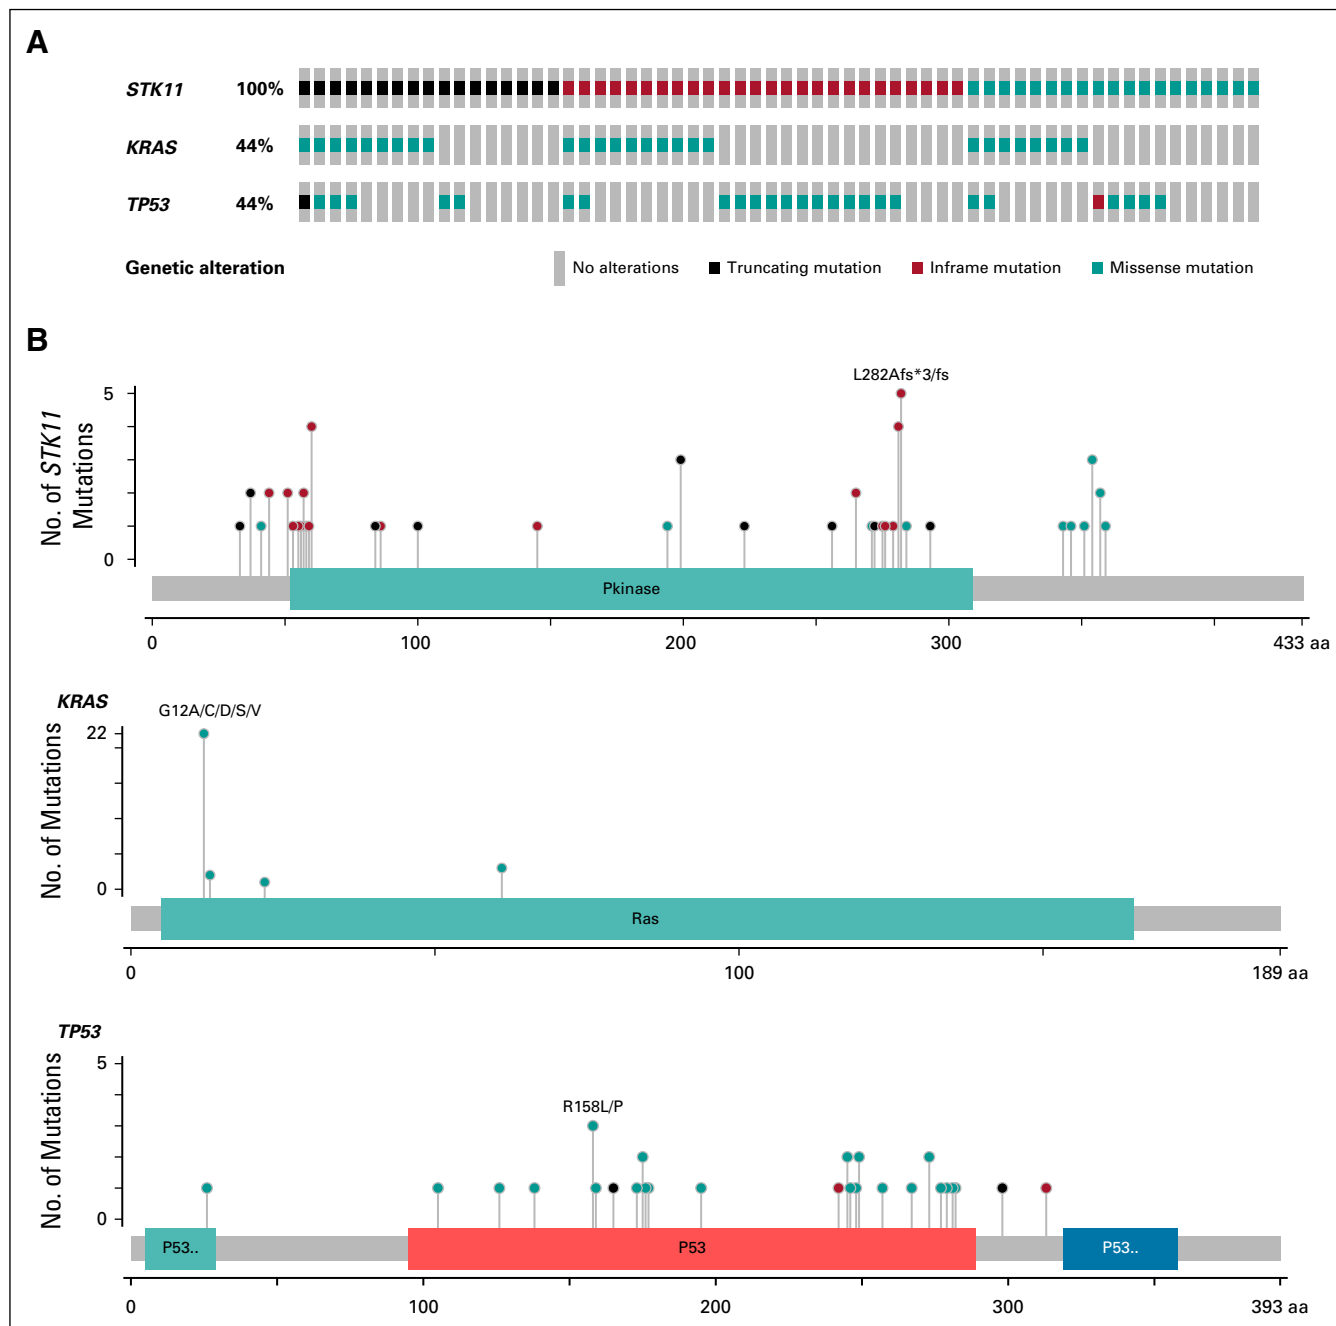 A
STK11 100%
KRAS 44%
TP53 44%
Genetic alteration No alterations Truncating mutation Inframe mutation Missense mutation
B
No. of STK11
Mutations
5
0
L282Afs*3/fs
Pkinase
0 100 200 300 433 aa
KRAS
No. of Mutations
22
0
G12A/C/D/S/V
Ras
0 100 189 aa
TP53
No. of Mutations
5
0
R158L/P
P53.. P53 P53..
0 100 200 300 393 aa